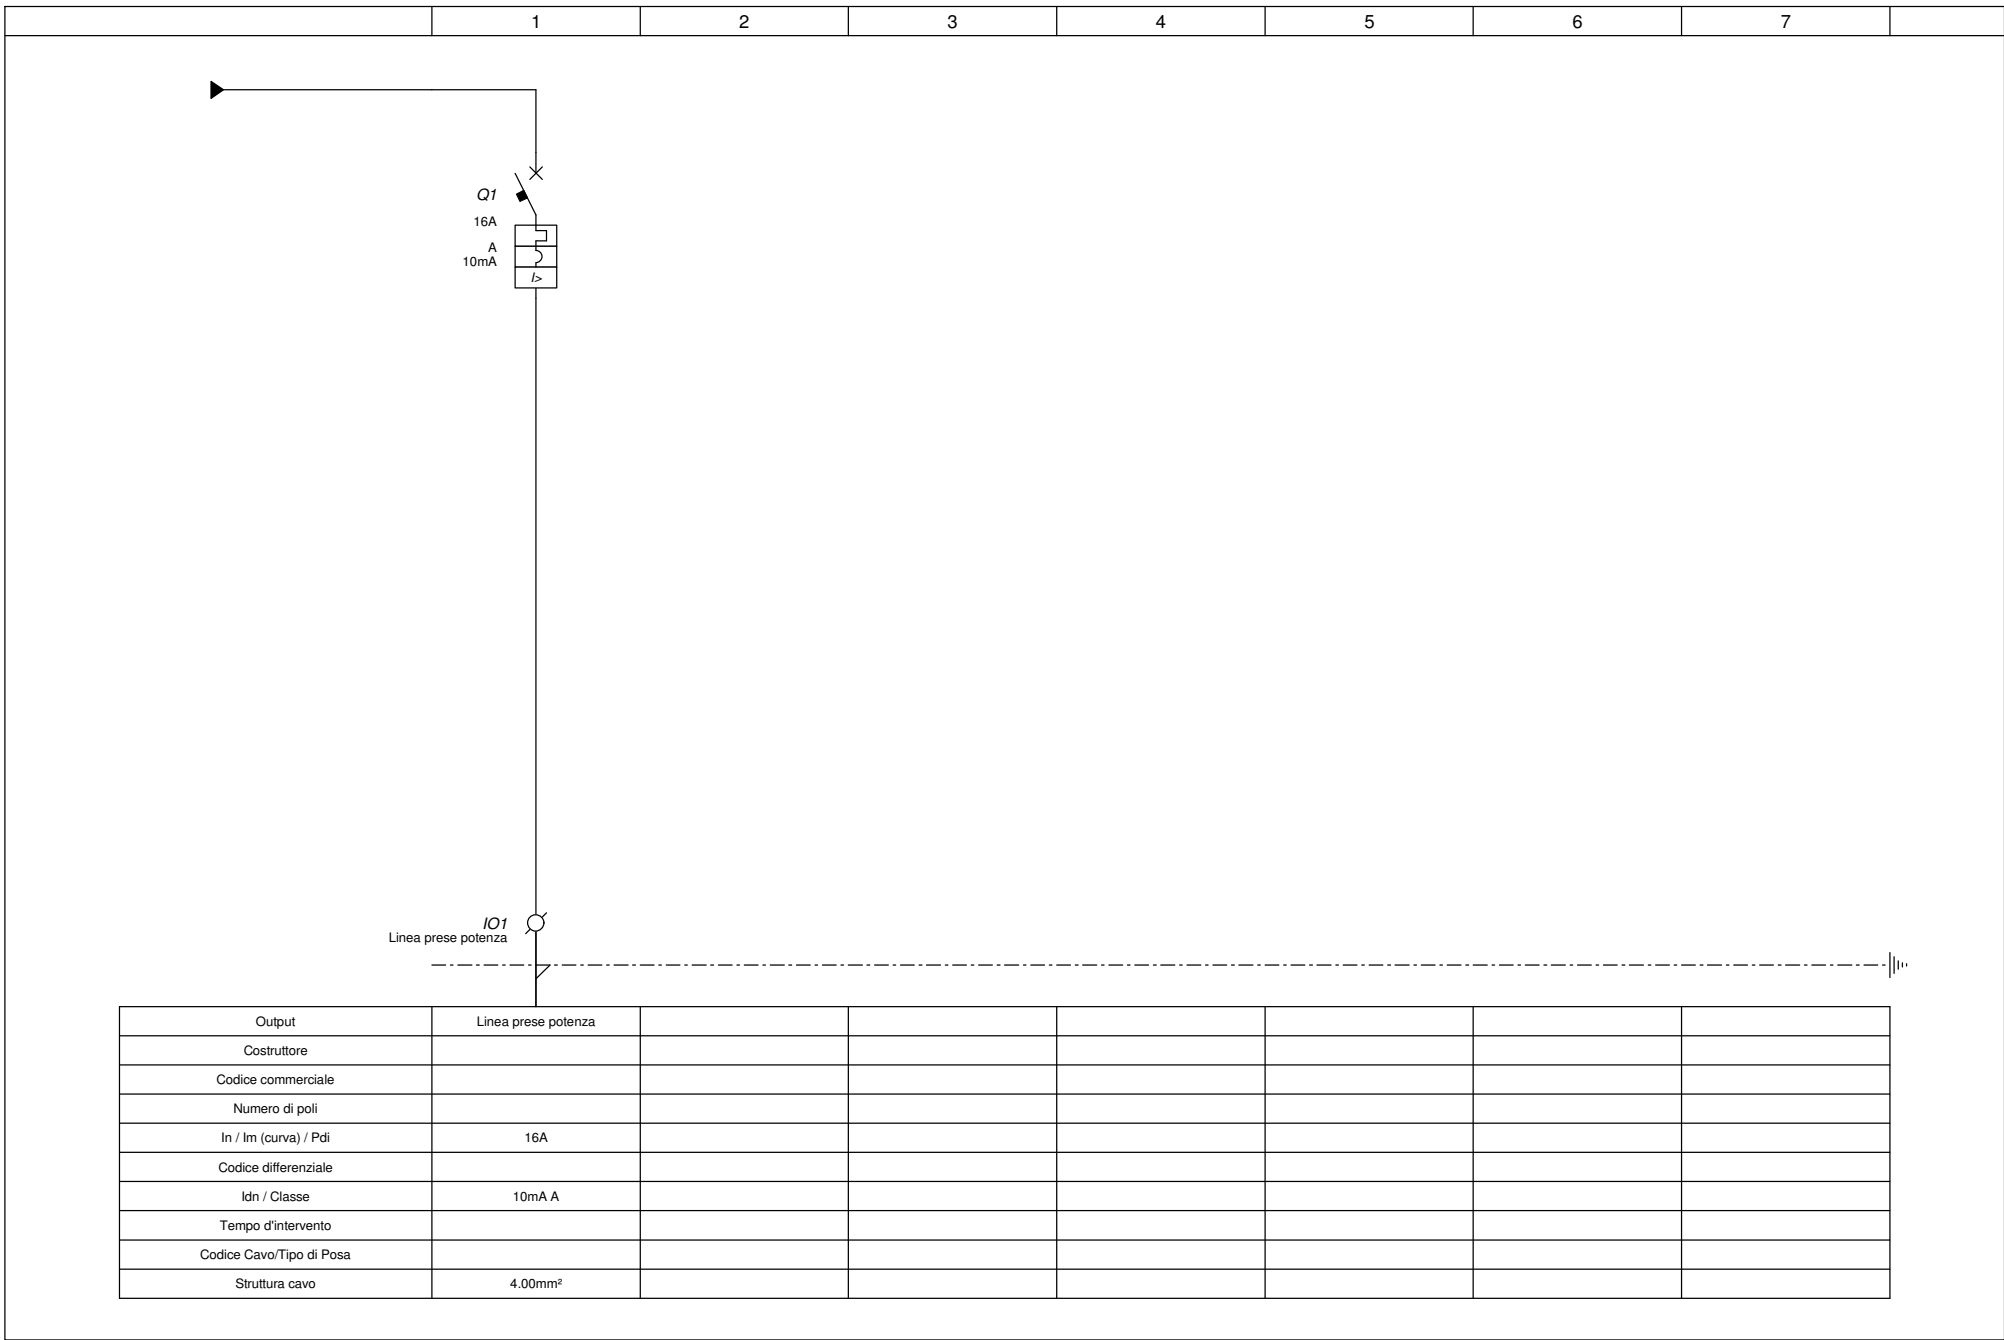 1 2 3 4 5 6 7
Q1
16A
A
10mA
I>
IO1
Linea prese potenza
Output Linea prese potenza
Costruttore
Codice commerciale
Numero di poli
In / Im (curva) / Pdi 16A
Codice differenziale
Idn / Classe 10mA A
Tempo d'intervento
Codice Cavo/Tipo di Posa
Struttura cavo 4.00mm²